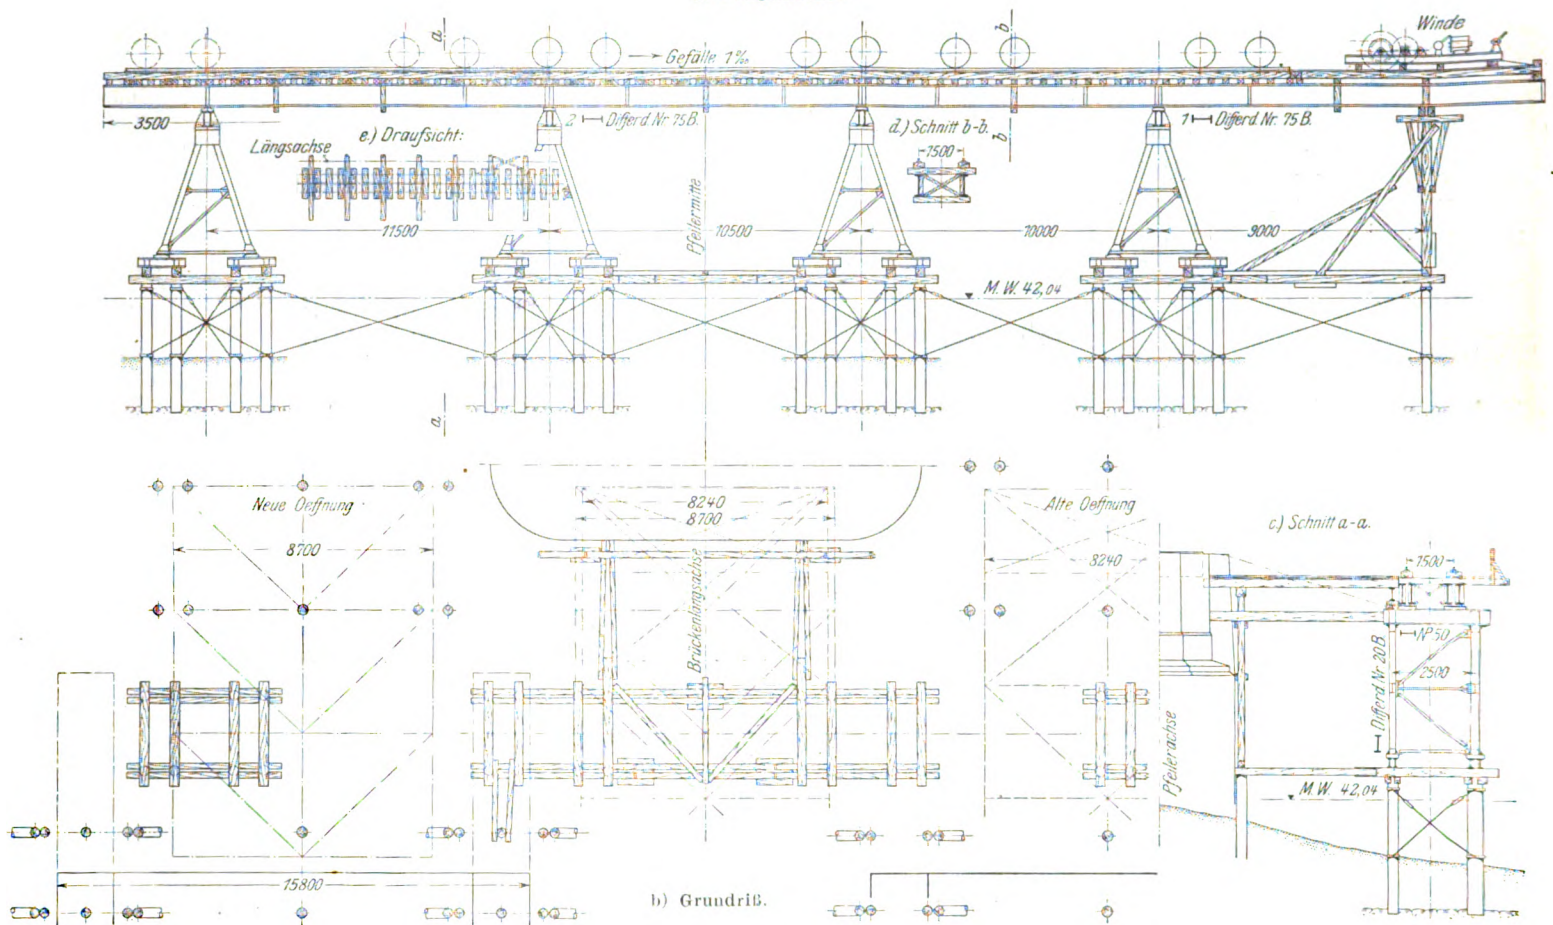 a
b
Winde
Gefälle 1‰
3500
e.) Draufsicht:
Längsachse
2 Differd. Nr. 75 B.
d.) Schnitt b-b.
b
1 Differd. Nr. 75 B.
1500
Pfeilermitte
11500
10500
10000
9000
M.W. 42,04
a
Neue Oeffnung
8700
8240
8700
Brückenlängsachse
Alte Oeffnung
8240
c.) Schnitt a-a.
1500
NP 50
2500
Differd. Nr. 20 B.
Pfeilerachse
M.W. 42,04
15800
b) Grundriß.